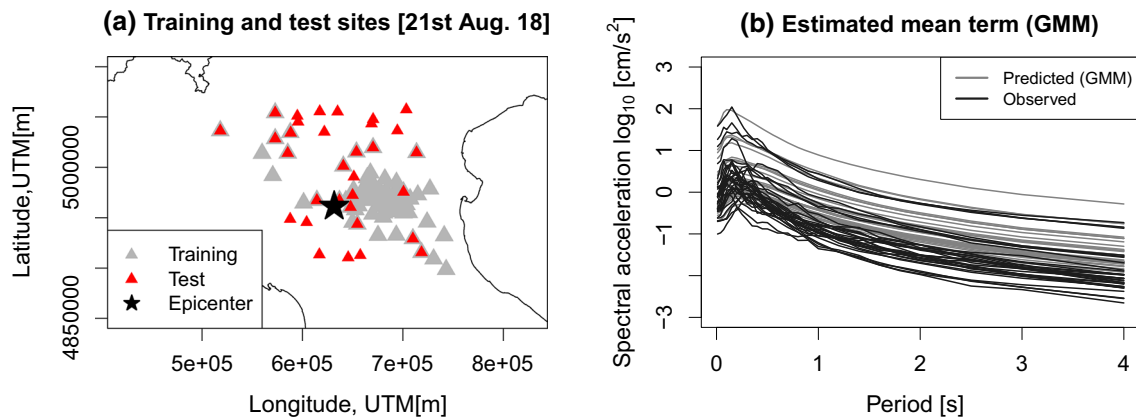 (a) Training and test sites [21st Aug. 18]
Latitude,UTM[m]
5000000
4850000
Training
Test
Epicenter
5e+05 6e+05 7e+05 8e+05
Longitude, UTM[m]
(b) Estimated mean term (GMM)
Spectral acceleration log10 [cm/s²]
3
2
1
0
−1
−3
Predicted (GMM)
Observed
0 1 2 3 4
Period [s]